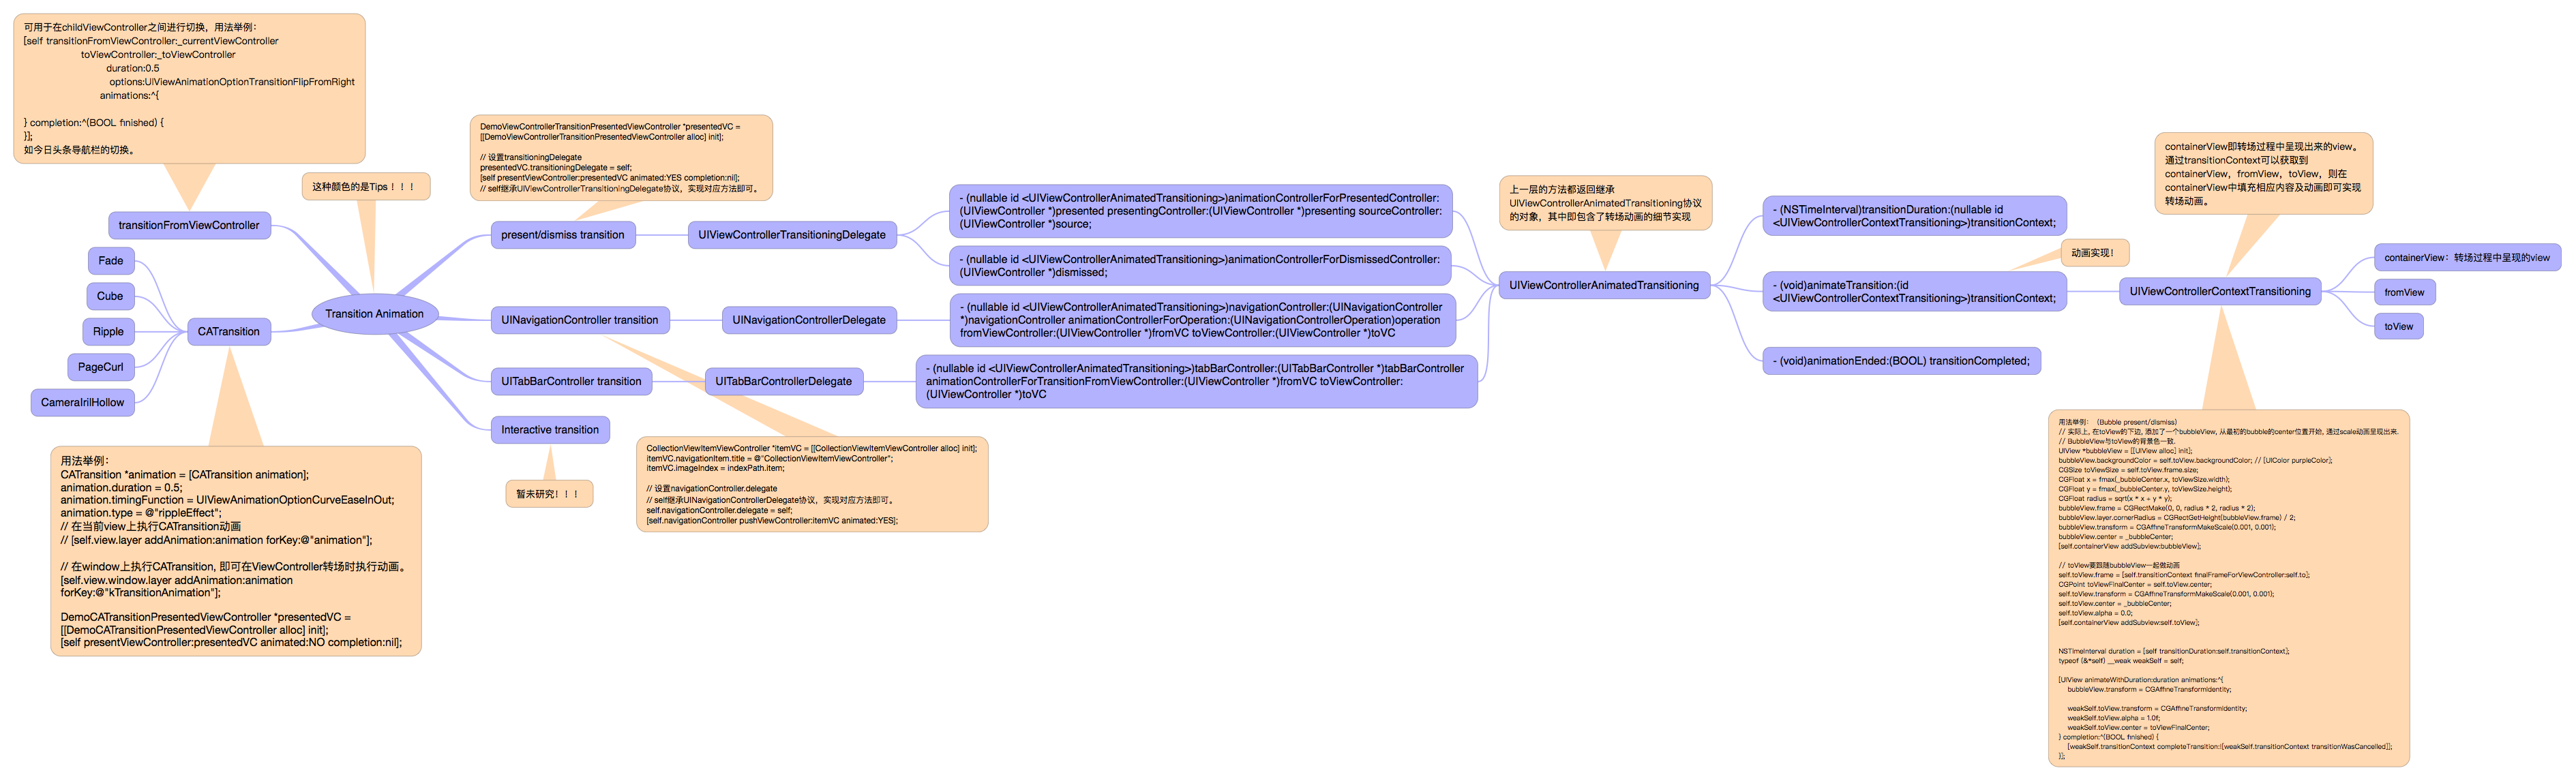 可用于在childViewController之间进行切换，用法举例：
[self transitionFromViewController:_currentViewController
toViewController:_toViewController
duration:0.5
options:UIViewAnimationOptionTransitionFlipFromRight
animations:^{
} completion:^(BOOL finished) {
}];
如今日头条导航栏的切换。
这种颜色的是Tips！！！
transitionFromViewController
Fade
Cube
Ripple
PageCurl
CameraIrilHollow
CATransition
用法举例：
CATransition *animation = [CATransition animation];
animation.duration = 0.5;
animation.timingFunction = UIViewAnimationOptionCurveEaseInOut;
animation.type = @"rippleEffect";
// 在当前view上执行CATransition动画
// [self.view.layer addAnimation:animation forKey:@"animation"];
// 在window上执行CATransition, 即可在ViewController转场时执行动画。
[self.view.window.layer addAnimation:animation
forKey:@"kTransitionAnimation"];
DemoCATransitionPresentedViewController *presentedVC =
[[DemoCATransitionPresentedViewController alloc] init];
[self presentViewController:presentedVC animated:NO completion:nil];
Transition Animation
DemoViewControllerTransitionPresentedViewController *presentedVC =
[[DemoViewControllerTransitionPresentedViewController alloc] init];
// 设置transitioningDelegate
presentedVC.transitioningDelegate = self;
[self presentViewController:presentedVC animated:YES completion:nil];
// self继承UIViewControllerTransitioningDelegate协议，实现对应方法即可。
present/dismiss transition
UIViewControllerTransitioningDelegate
- (nullable id <UIViewControllerAnimatedTransitioning>)animationControllerForPresentedController:
(UIViewController *)presented presentingController:(UIViewController *)presenting sourceController:
(UIViewController *)source;
- (nullable id <UIViewControllerAnimatedTransitioning>)animationControllerForDismissedController:
(UIViewController *)dismissed;
UINavigationController transition
UINavigationControllerDelegate
- (nullable id <UIViewControllerAnimatedTransitioning>)navigationController:(UINavigationController
*)navigationController animationControllerForOperation:(UINavigationControllerOperation)operation
fromViewController:(UIViewController *)fromVC toViewController:(UIViewController *)toVC
UITabBarController transition
UITabBarControllerDelegate
- (nullable id <UIViewControllerAnimatedTransitioning>)tabBarController:(UITabBarController *)tabBarController
animationControllerForTransitionFromViewController:(UIViewController *)fromVC toViewController:
(UIViewController *)toVC
Interactive transition
暂未研究！！！
CollectionViewItemViewController *itemVC = [[CollectionViewItemViewController alloc] init];
itemVC.navigationItem.title = @"CollectionViewItemViewController";
itemVC.imageIndex = indexPath.item;
// 设置navigationController.delegate
// self继承UINavigationControllerDelegate协议，实现对应方法即可。
self.navigationController.delegate = self;
[self.navigationController pushViewController:itemVC animated:YES];
上一层的方法都返回继承
UIViewControllerAnimatedTransitioning协议
的对象，其中即包含了转场动画的细节实现
UIViewControllerAnimatedTransitioning
- (NSTimeInterval)transitionDuration:(nullable id
<UIViewControllerContextTransitioning>)transitionContext;
动画实现！
- (void)animateTransition:(id
<UIViewControllerContextTransitioning>)transitionContext;
- (void)animationEnded:(BOOL) transitionCompleted;
containerView即转场过程中呈现出来的view。
通过transitionContext可以获取到
containerView，fromView，toView，则在
containerView中填充相应内容及动画即可实现
转场动画。
UIViewControllerContextTransitioning
containerView：转场过程中呈现的view
fromView
toView
用法举例：（Bubble present/dismiss）
// 实际上, 在toView的下边, 添加了一个bubbleView, 从最初的bubble的center位置开始, 通过scale动画呈现出来.
// BubbleView与toView的背景色一致.
UIView *bubbleView = [[UIView alloc] init];
bubbleView.backgroundColor = self.toView.backgroundColor; // [UIColor purpleColor];
CGSize toViewSize = self.toView.frame.size;
CGFloat x = fmax(_bubbleCenter.x, toViewSize.width);
CGFloat y = fmax(_bubbleCenter.y, toViewSize.height);
CGFloat radius = sqrt(x * x + y * y);
bubbleView.frame = CGRectMake(0, 0, radius * 2, radius * 2);
bubbleView.layer.cornerRadius = CGRectGetHeight(bubbleView.frame) / 2;
bubbleView.transform = CGAffineTransformMakeScale(0.001, 0.001);
bubbleView.center = _bubbleCenter;
[self.containerView addSubview:bubbleView];
// toView要跟随bubbleView一起做动画
self.toView.frame = [self.transitionContext finalFrameForViewController:self.to];
CGPoint toViewFinalCenter = self.toView.center;
self.toView.transform = CGAffineTransformMakeScale(0.001, 0.001);
self.toView.center = _bubbleCenter;
self.toView.alpha = 0.0;
[self.containerView addSubview:self.toView];
NSTimeInterval duration = [self transitionDuration:self.transitionContext];
typeof (&*self) __weak weakSelf = self;
[UIView animateWithDuration:duration animations:^{
bubbleView.transform = CGAffineTransformIdentity;
weakSelf.toView.transform = CGAffineTransformIdentity;
weakSelf.toView.alpha = 1.0f;
weakSelf.toView.center = toViewFinalCenter;
} completion:^(BOOL finished) {
[weakSelf.transitionContext completeTransition:![weakSelf.transitionContext transitionWasCancelled]];
}];